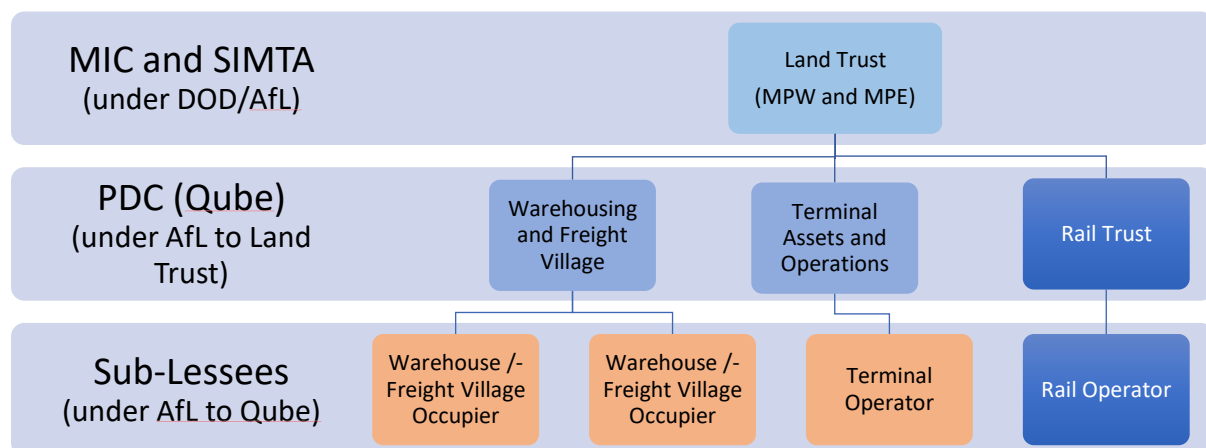 MIC and SIMTA
(under DOD/AfL)
Land Trust
(MPW and MPE)
PDC (Qube)
(under AfL to Land
Trust)
Warehousing
and Freight
Village
Terminal
Assets and
Operations
Rail Trust
Sub-Lessees
(under AfL to Qube)
Warehouse /-
Freight Village
Occupier
Warehouse /-
Freight Village
Occupier
Terminal
Operator
Rail Operator